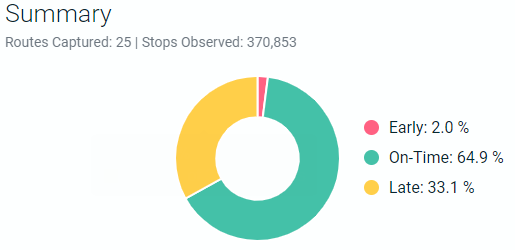 Summary
Routes Captured: 25 | Stops Observed: 370,853
Early: 2.0 %
On-Time: 64.9 %
Late: 33.1 %